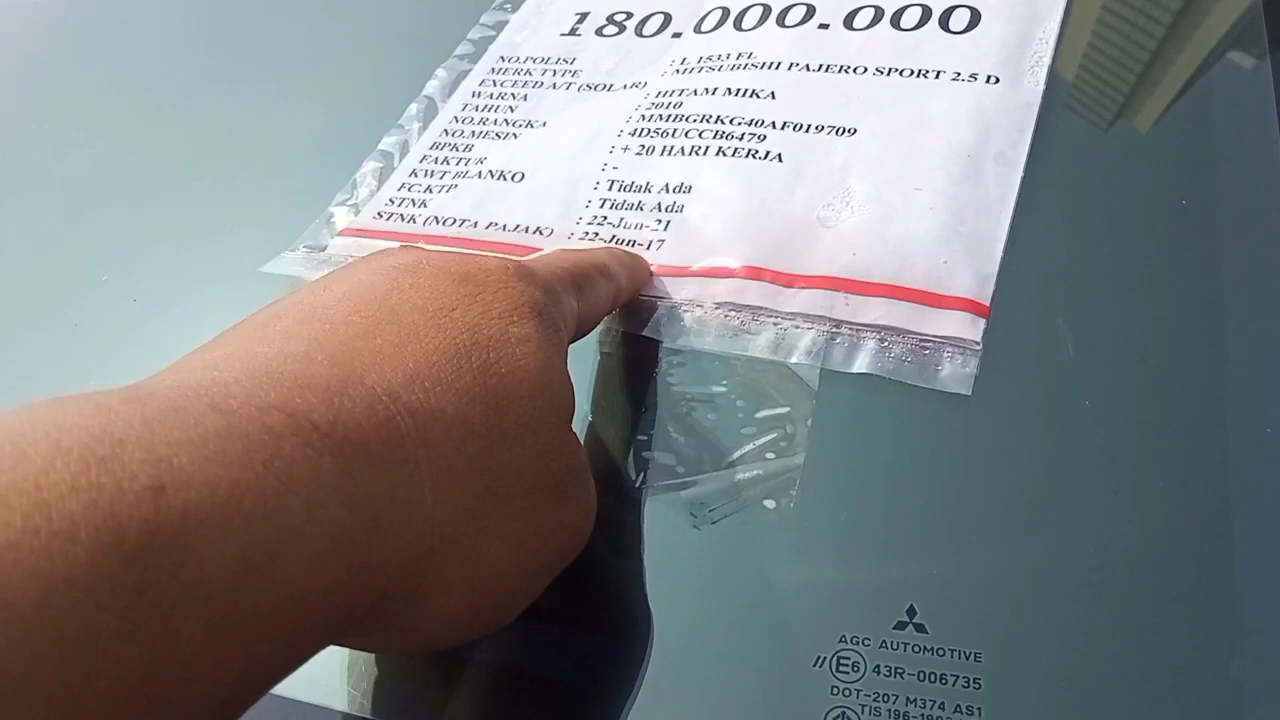 180.000.000
NO.POLISI : L 1533 FL
MERK TYPE : MITSUBISHI PAJERO SPORT 2.5 D
EXCEED A/T (SOLAR)
WARNA : HITAM MIKA
TAHUN : 2010
NO.RANGKA : MMBGRKG40AF019709
NO.MESIN : 4D56UCCB6479
BPKB : + 20 HARI KERJA
FAKTUR : -
KWT BLANKO : Tidak Ada
FC.KTP : Tidak Ada
STNK : 22-Jun-21
STNK (NOTA PAJAK) : 22-Jun-17
AGC AUTOMOTIVE
// E6 43R-006735
DOT-207 M374 AS1
TIS 196-